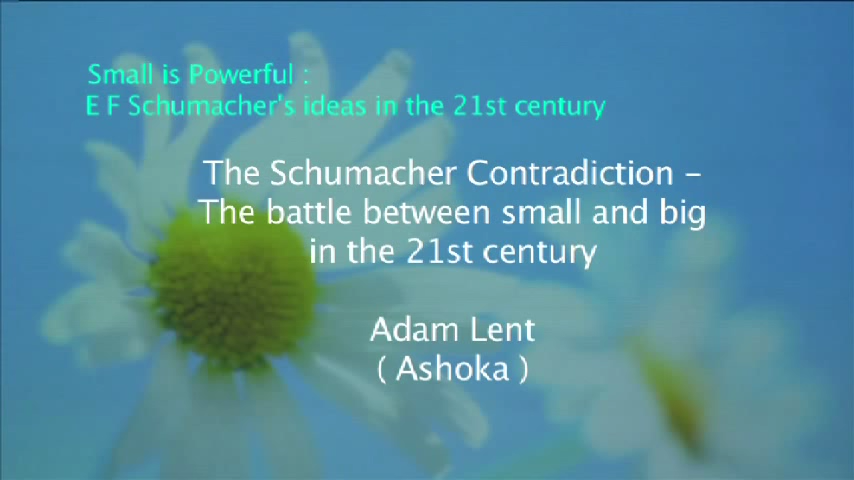 Small is Powerful :
E F Schumacher's ideas in the 21st century
The Schumacher Contradiction -
The battle between small and big
in the 21st century
Adam Lent
( Ashoka )